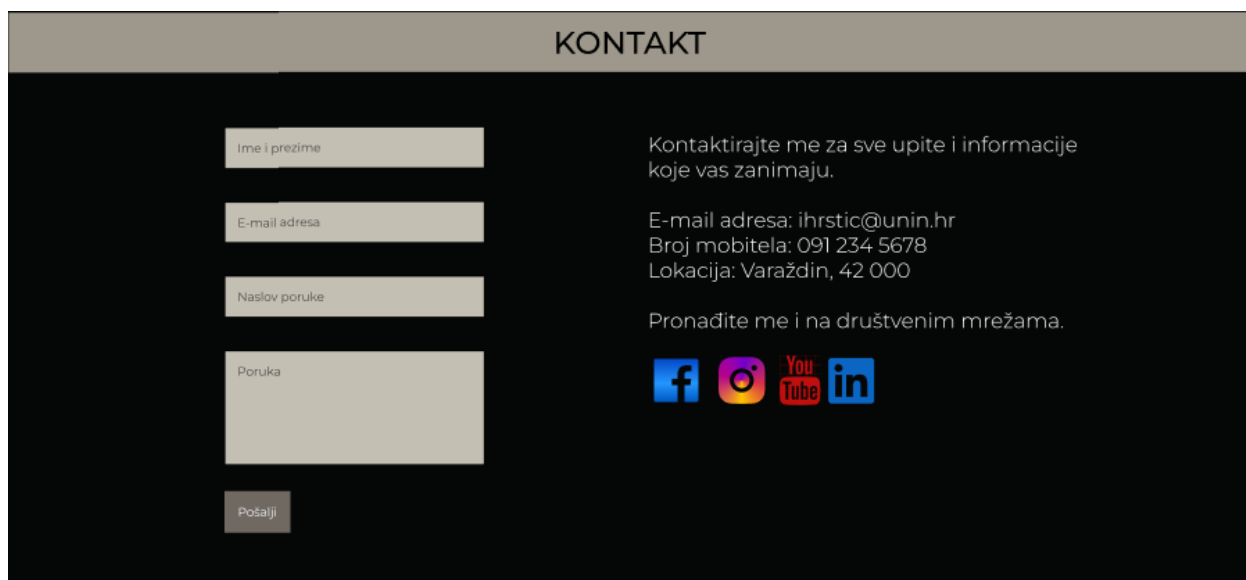 KONTAKT
Ime i prezime
E-mail adresa
Naslov poruke
Poruka
Pošalji
Kontaktirajte me za sve upite i informacije
koje vas zanimaju.
E-mail adresa: ihrstic@unin.hr
Broj mobitela: 091 234 5678
Lokacija: Varaždin, 42 000
Pronađite me i na društvenim mrežama.
f
You
Tube
in